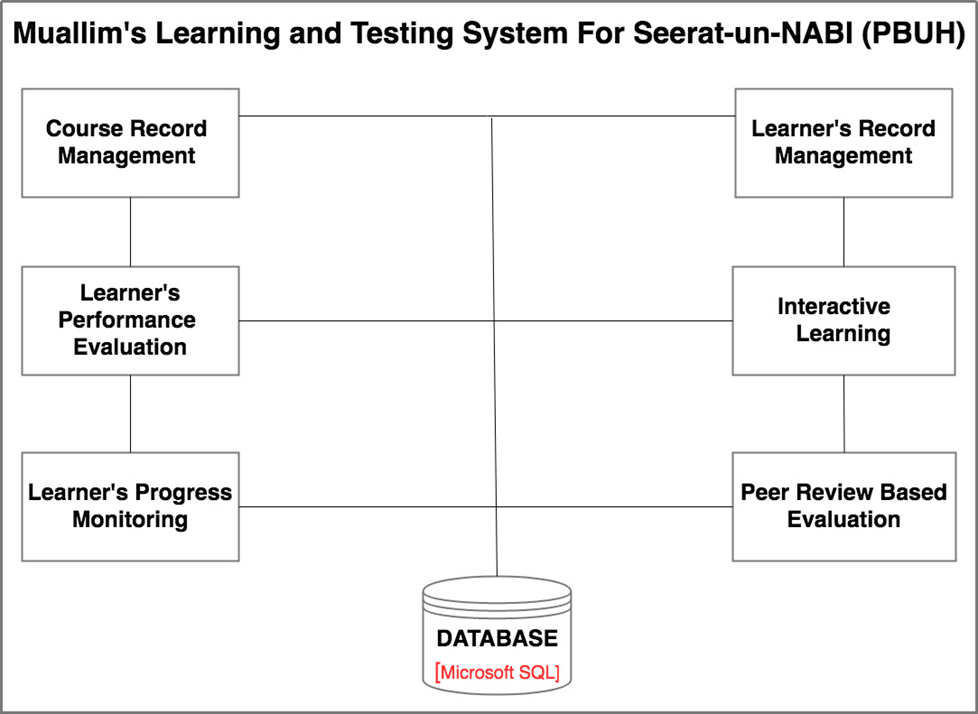 Muallim's Learning and Testing System For Seerat-un-NABI (PBUH)
Course Record
Management
Learner's Record
Management
Learner's
Performance
Evaluation
Interactive
Learning
Learner's Progress
Monitoring
Peer Review Based
Evaluation
DATABASE
[Microsoft SQL]